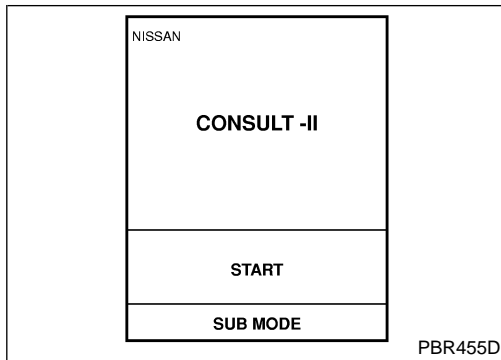 NISSAN
CONSULT -II
START
SUB MODE
PBR455D